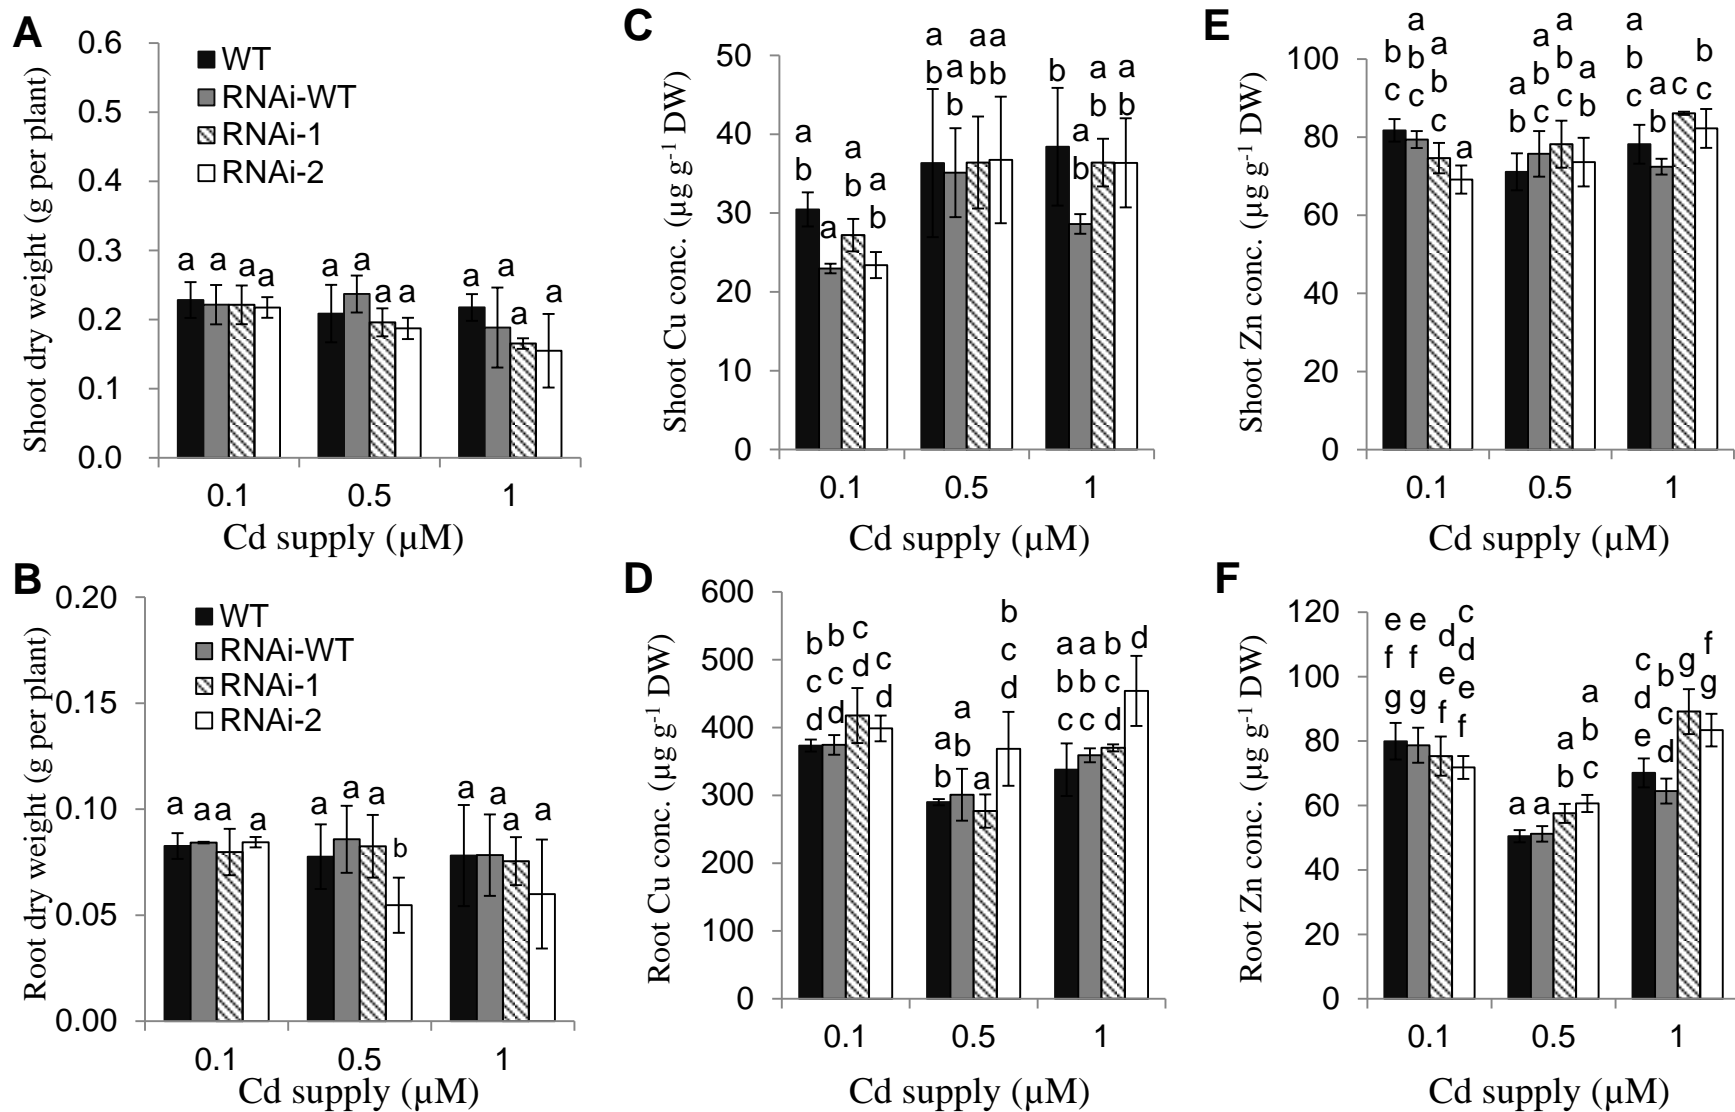 A
Shoot dry weight (g per plant)
0.6
0.5
0.4
0.3
0.2
0.1
0.0
WT
RNAi-WT
RNAi-1
RNAi-2
a a a a
a a a a
a a a a
0.1 0.5 1
Cd supply (µM)
C
Shoot Cu conc. (µg g⁻¹ DW)
50
40
30
20
10
0
a
b
a
a
b
a
b
a
b
a
b
a
b
a
b
b
a
b
a
b
a
b
0.1 0.5 1
Cd supply (µM)
E
Shoot Zn conc. (µg g⁻¹ DW)
100
80
60
40
20
0
b
c
a
b
c
a
b
c
a
a
b
a
b
c
a
b
c
a
b
a
b
c
a
b
c
b
c
0.1 0.5 1
Cd supply (µM)
B
Root dry weight (g per plant)
0.20
0.15
0.10
0.05
0.00
WT
RNAi-WT
RNAi-1
RNAi-2
a a a a
a a a b
a a a a
0.1 0.5 1
Cd supply (µM)
D
Root Cu conc. (µg g⁻¹ DW)
600
500
400
300
200
100
0
b
c
d
b
c
d
c
d
c
d
a
b
a
b
a
b
c
d
a
b
c
a
b
c
b
c
d
d
0.1 0.5 1
Cd supply (µM)
F
Root Zn conc. (µg g⁻¹ DW)
120
100
80
60
40
20
0
e
f
g
e
f
g
d
e
f
c
d
e
f
a
a
a
b
a
b
c
c
d
e
b
c
d
g
f
g
0.1 0.5 1
Cd supply (µM)